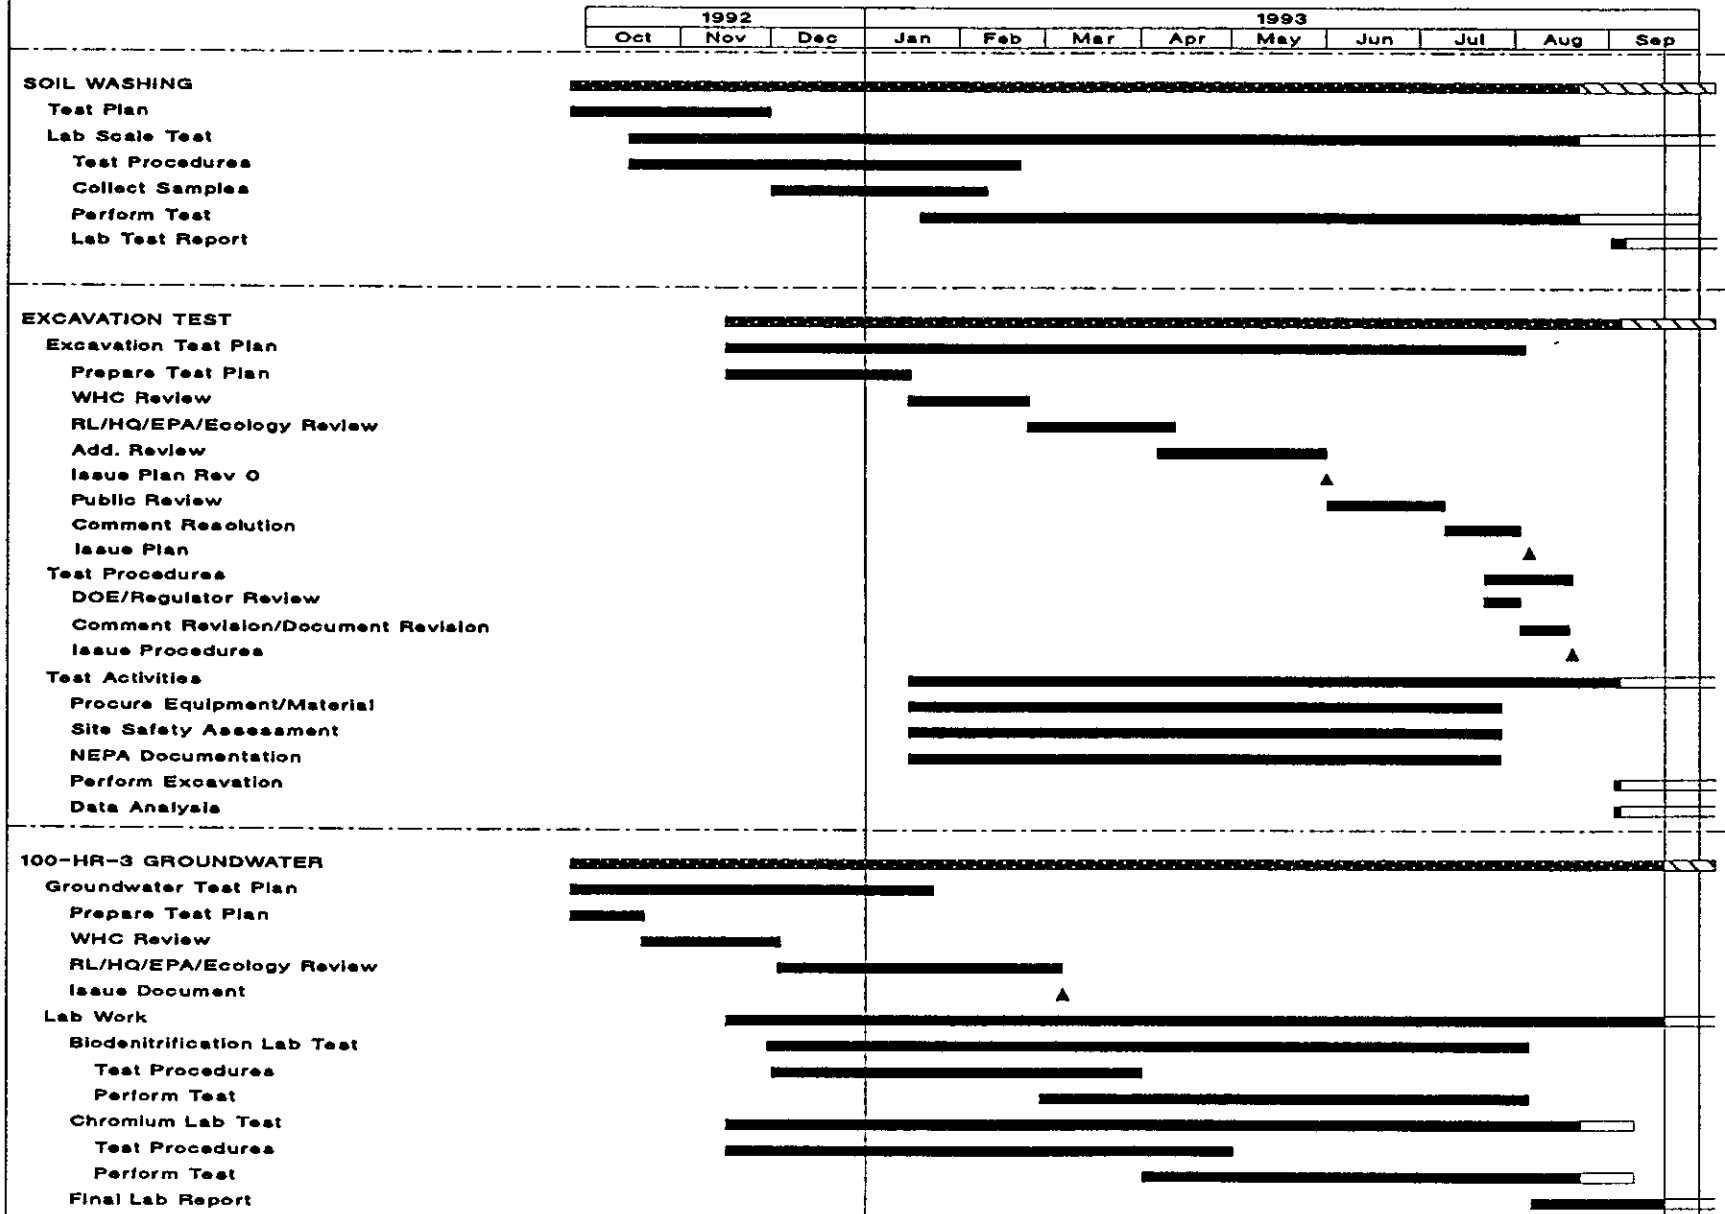 1992 1993
Oct Nov Dec Jan Feb Mar Apr May Jun Jul Aug Sep
SOIL WASHING
Test Plan
Lab Scale Test
Test Procedures
Collect Samples
Perform Test
Lab Test Report
EXCAVATION TEST
Excavation Test Plan
Prepare Test Plan
WHC Review
RL/HQ/EPA/Ecology Review
Add. Review
Issue Plan Rev 0
Public Review
Comment Resolution
Issue Plan
Test Procedures
DOE/Regulator Review
Comment Revision/Document Revision
Issue Procedures
Test Activities
Procure Equipment/Material
Site Safety Assessment
NEPA Documentation
Perform Excavation
Data Analysis
100-HR-3 GROUNDWATER
Groundwater Test Plan
Prepare Test Plan
WHC Review
RL/HQ/EPA/Ecology Review
Issue Document
Lab Work
Biodenitrification Lab Test
Test Procedures
Perform Test
Chromium Lab Test
Test Procedures
Perform Test
Final Lab Report